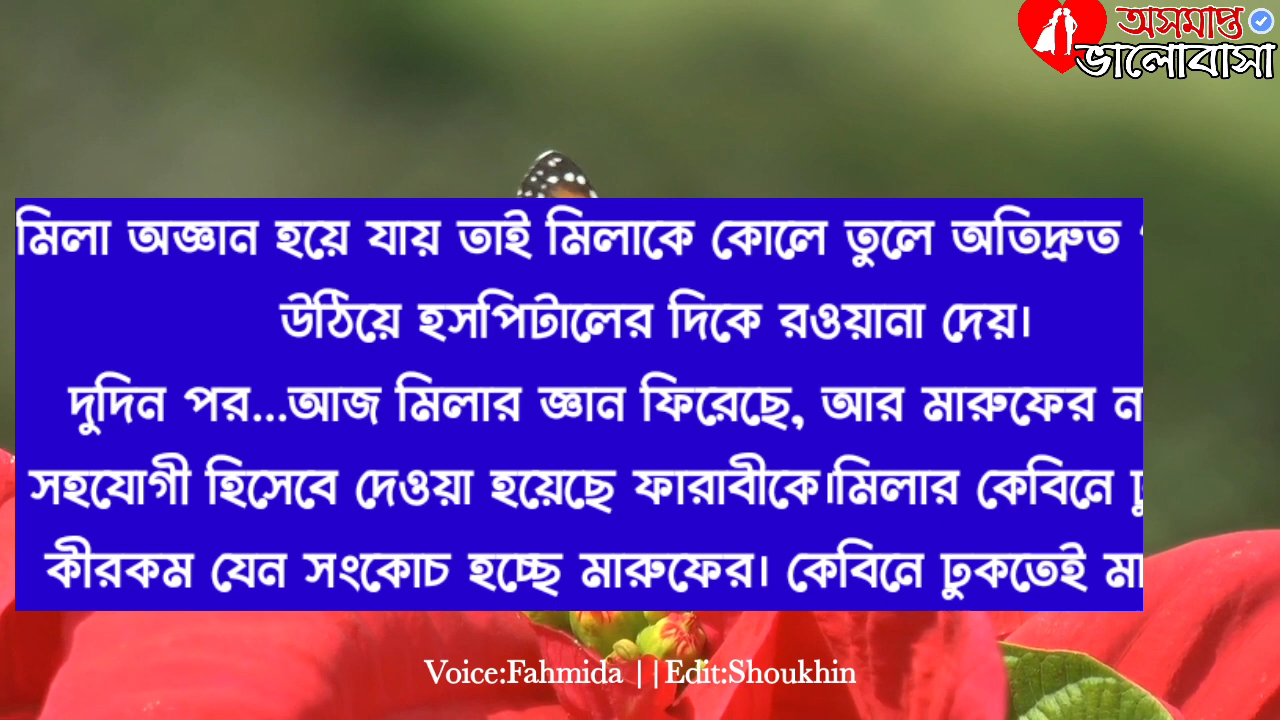 অসমাপ্ত
ভালোবাসা
মিলা অজ্ঞান হয়ে যায় তাই মিলাকে কোলে তুলে অতিদ্রুত
উঠিয়ে হসপিটালের দিকে রওয়ানা দেয়।
দুদিন পর...আজ মিলার জ্ঞান ফিরেছে, আর মারুফের
সহযোগী হিসেবে দেওয়া হয়েছে ফারাবীকে।মিলার কেবিনে
কীরকম যেন সংকোচ হচ্ছে মারুফের। কেবিনে ঢুকতেই
Voice:Fahmida ||Edit:Shoukhin